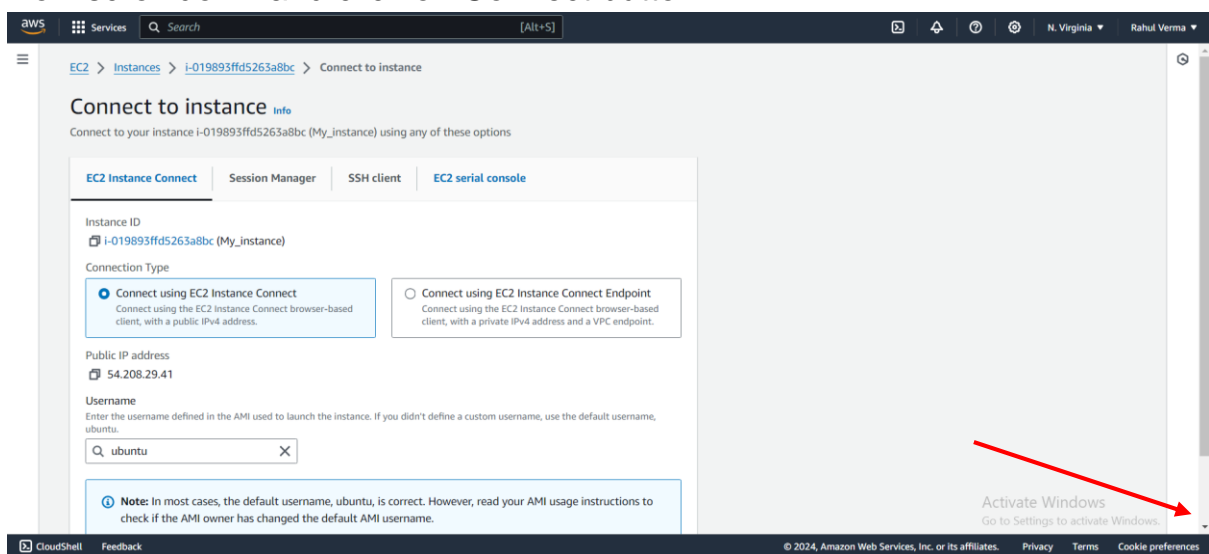 aws Services Search [Alt+S] N. Virginia Rahul Verma
EC2 > Instances > i-019893ffd5263a8bc > Connect to instance
Connect to instance Info
Connect to your instance i-019893ffd5263a8bc (My_instance) using any of these options
EC2 Instance Connect Session Manager SSH client EC2 serial console
Instance ID
i-019893ffd5263a8bc (My_instance)
Connection Type
Connect using EC2 Instance Connect
Connect using the EC2 Instance Connect browser-based
client, with a public IPv4 address.
Connect using EC2 Instance Connect Endpoint
Connect using the EC2 Instance Connect browser-based
client, with a private IPv4 address and a VPC endpoint.
Public IP address
54.208.29.41
Username
Enter the username defined in the AMI used to launch the instance. If you didn't define a custom username, use the default username,
ubuntu.
ubuntu
Note: In most cases, the default username, ubuntu, is correct. However, read your AMI usage instructions to
check if the AMI owner has changed the default AMI username.
Activate Windows
Go to Settings to activate Windows.
CloudShell Feedback © 2024, Amazon Web Services, Inc. or its affiliates. Privacy Terms Cookie preferences